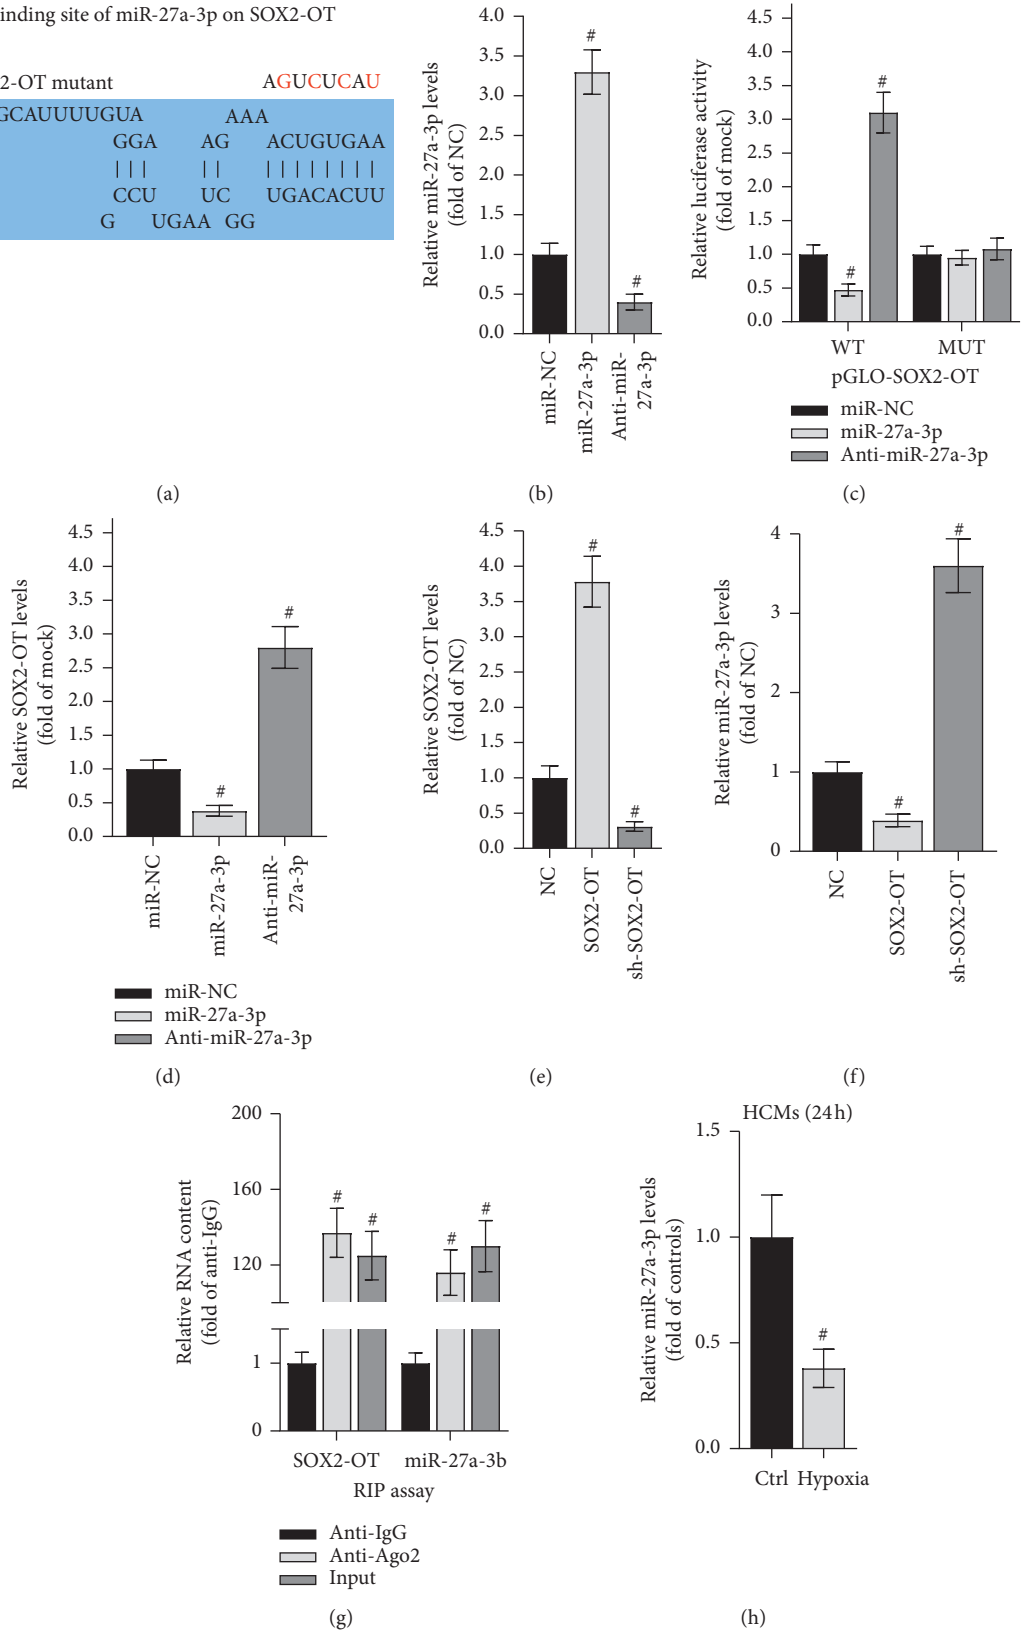 inding site of miR-27a-3p on SOX2-OT
2-OT mutant AGUCUCAU
GCAUUUUGUA AAA
GGA AG ACUGUGAA
CCU UC UGACACUU
G UGAA GG
(a)
Relative miR-27a-3p levels
(fold of NC)
4.0
3.5
3.0
2.5
2.0
1.5
1.0
0.5
0.0
# #
miR-NC
miR-27a-3p
Anti-miR-
27a-3p
(b)
Relative luciferase activity
(fold of mock)
4.5
4.0
3.5
3.0
2.5
2.0
1.5
1.0
0.5
0.0
# #
WT MUT
pGLO-SOX2-OT
miR-NC
miR-27a-3p
Anti-miR-27a-3p
(c)
Relative SOX2-OT levels
(fold of mock)
4.5
4.0
3.5
3.0
2.5
2.0
1.5
1.0
0.5
0.0
# #
miR-NC
miR-27a-3p
Anti-miR-
27a-3p
miR-NC
miR-27a-3p
Anti-miR-27a-3p
(d)
Relative SOX2-OT levels
(fold of NC)
4.5
4.0
3.5
3.0
2.5
2.0
1.5
1.0
0.5
0.0
# #
NC
SOX2-OT
sh-SOX2-OT
(e)
Relative miR-27a-3p levels
(fold of NC)
4
3
2
1
0
# #
NC
SOX2-OT
sh-SOX2-OT
(f)
Relative RNA content
(fold of anti-IgG)
200
160
120
1
0
# # # #
SOX2-OT miR-27a-3b
RIP assay
Anti-IgG
Anti-Ago2
Input
(g)
HCMs (24 h)
Relative miR-27a-3p levels
(fold of controls)
1.5
1.0
0.5
0.0
#
Ctrl Hypoxia
(h)